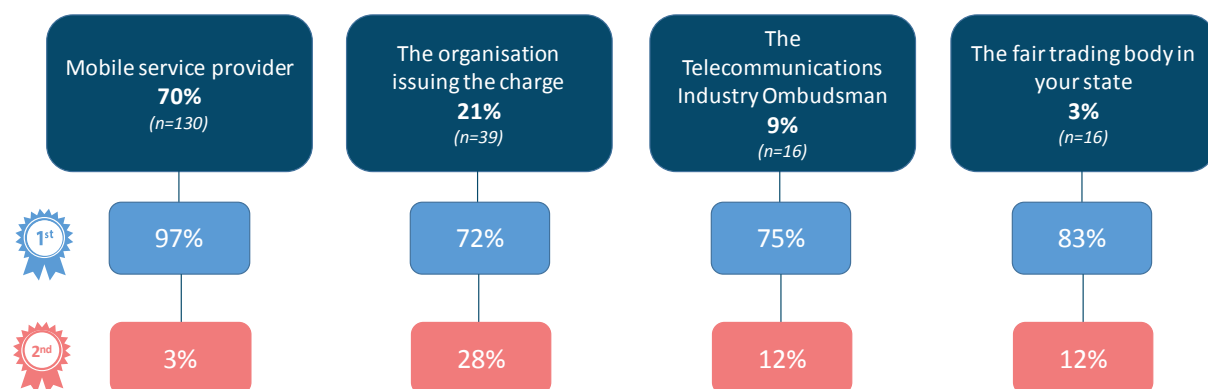 Mobile service provider
70%
(n=130)
The organisation
issuing the charge
21%
(n=39)
The
Telecommunications
Industry Ombudsman
9%
(n=16)
The fair trading body in
your state
3%
(n=16)
1st
97%
72%
75%
83%
2nd
3%
28%
12%
12%